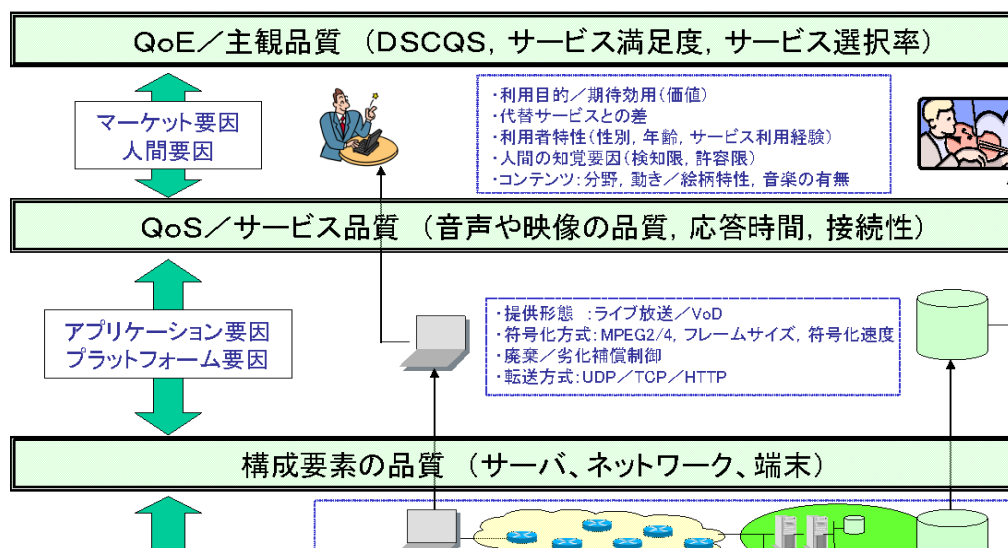 QoE／主観品質　（DSCQS，サービス満足度，サービス選択率）
マーケット要因
人間要因
・利用目的／期待効用（価値）
・代替サービスとの差
・利用者特性（性別，年齢，サービス利用経験）
・人間の知覚要因（検知限，許容限）
・コンテンツ：分野，動き／絵柄特性，音楽の有無
QoS／サービス品質　（音声や映像の品質，応答時間，接続性）
アプリケーション要因
プラットフォーム要因
・提供形態　：ライブ放送／VoD
・符号化方式：MPEG2/4，フレームサイズ，符号化速度
・廃棄／劣化補償制御
・転送方式：UDP／TCP／HTTP
構成要素の品質　（サーバ、ネットワーク、端末）